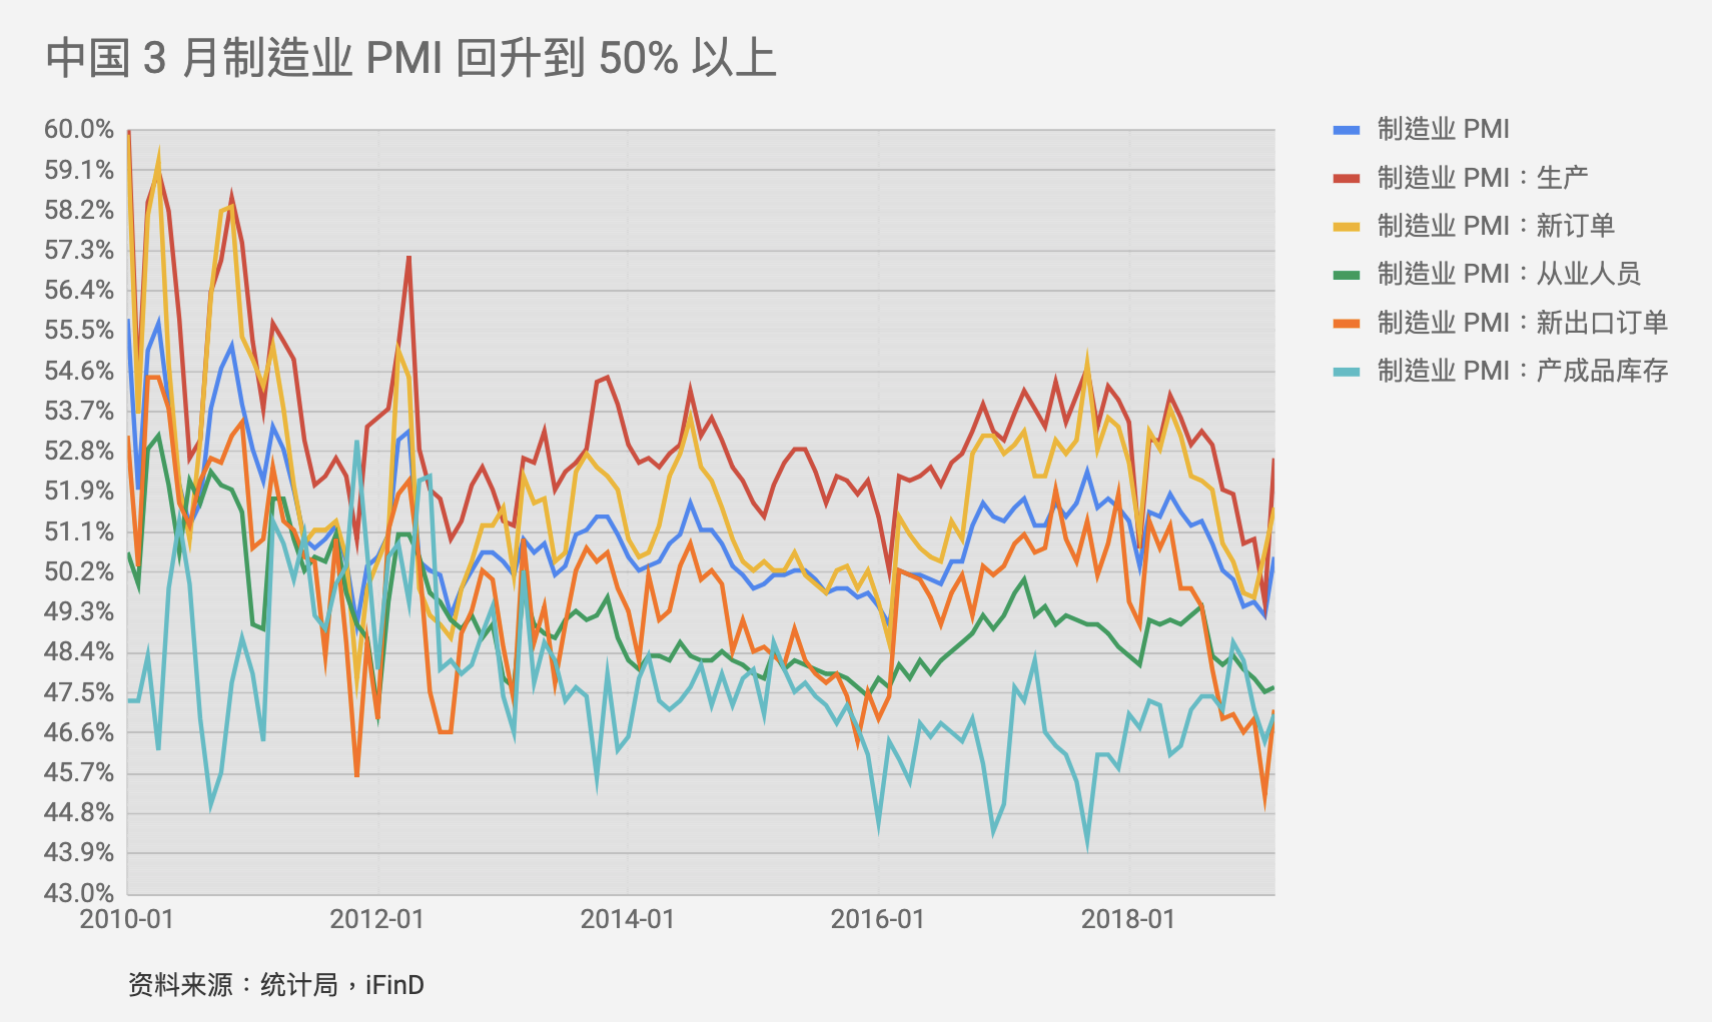 中国 3 月制造业 PMI 回升到 50% 以上
60.0%
59.1%
58.2%
57.3%
56.4%
55.5%
54.6%
53.7%
52.8%
51.9%
51.1%
50.2%
49.3%
48.4%
47.5%
46.6%
45.7%
44.8%
43.9%
43.0%
2010-01 2012-01 2014-01 2016-01 2018-01
制造业 PMI
制造业 PMI：生产
制造业 PMI：新订单
制造业 PMI：从业人员
制造业 PMI：新出口订单
制造业 PMI：产成品库存
资料来源：统计局，iFinD